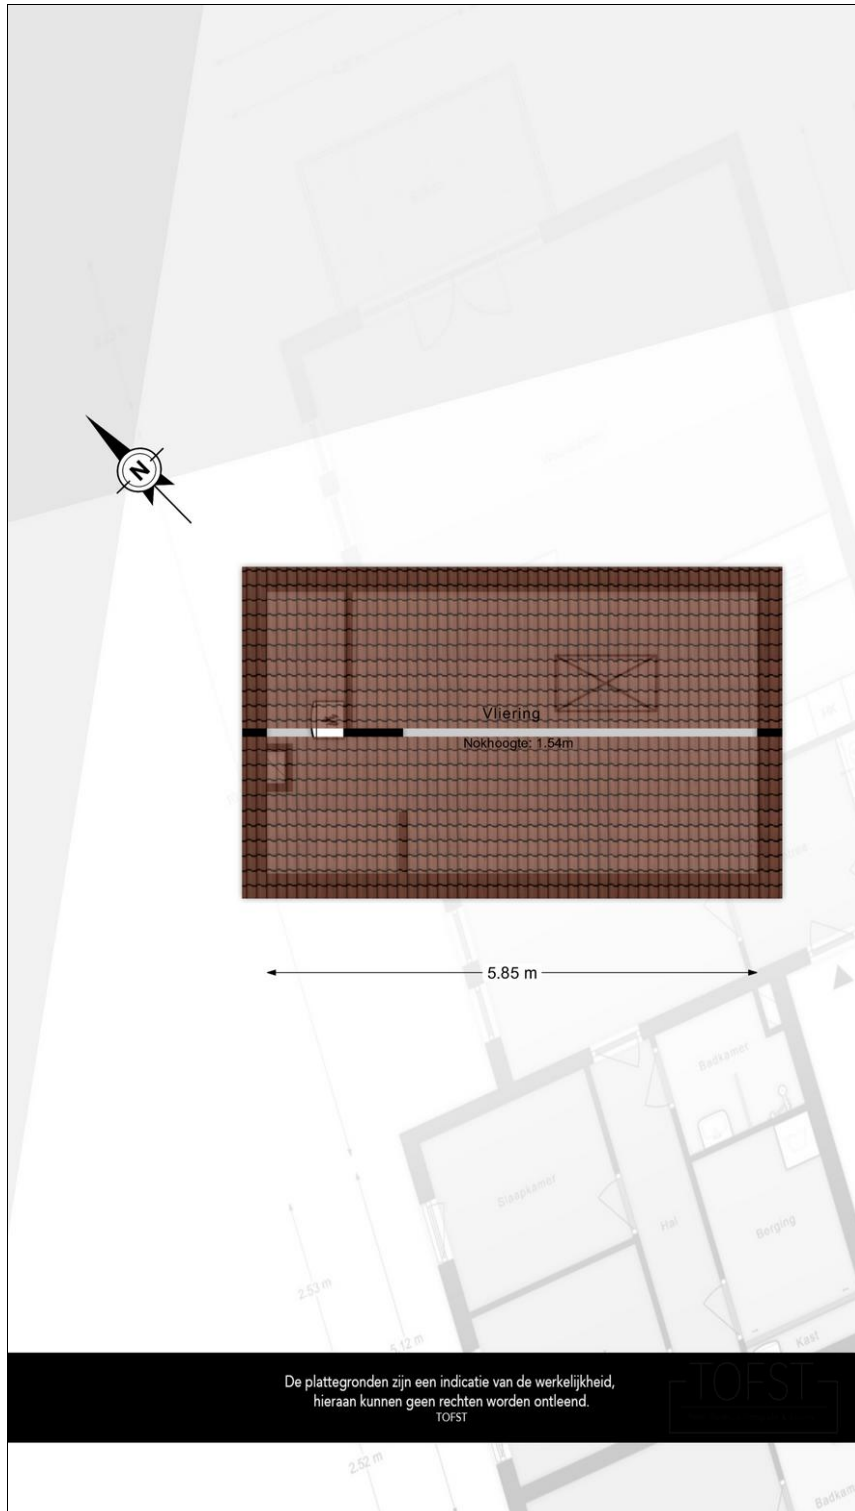 N
Vliering
Nokhoogte: 1.54m
5.85 m
Badkamer
Slaapkamer
Hal
Berging
2.53 m
5.12 m
Kast
De plattegronden zijn een indicatie van de werkelijkheid,
hieraan kunnen geen rechten worden ontleend.
TOFST
TOFST
2.52 m